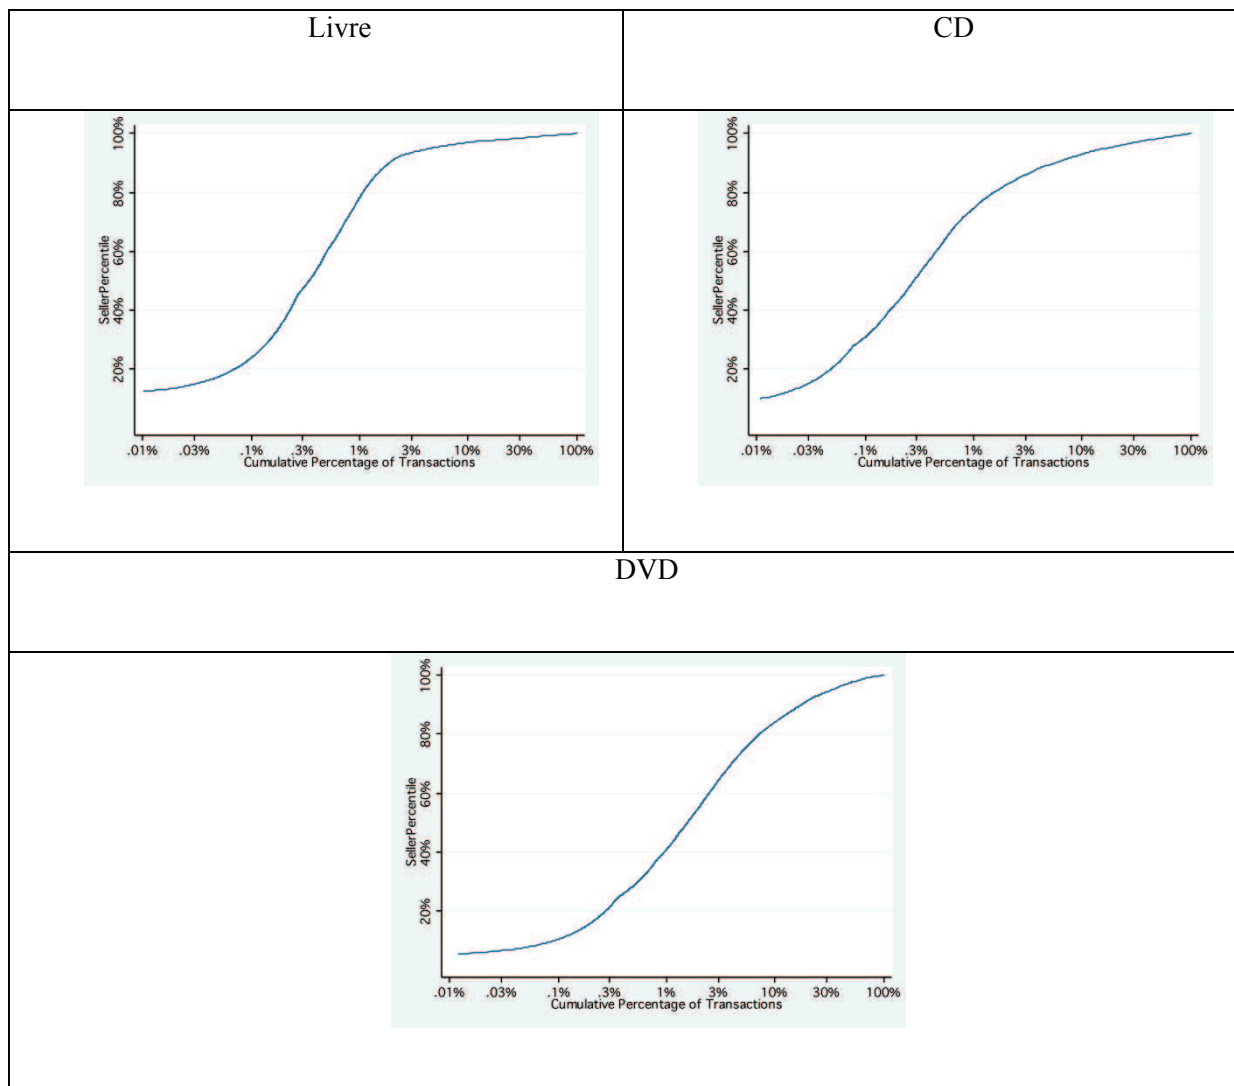 Livre
CD
100%
80%
60%
40%
20%
SellerPercentile
.01% .03% .1% .3% 1% 3% 10% 30% 100%
Cumulative Percentage of Transactions
100%
80%
60%
40%
20%
SellerPercentile
.01% .03% .1% .3% 1% 3% 10% 30% 100%
Cumulative Percentage of Transactions
DVD
100%
80%
60%
40%
20%
SellerPercentile
.01% .03% .1% .3% 1% 3% 10% 30% 100%
Cumulative Percentage of Transactions